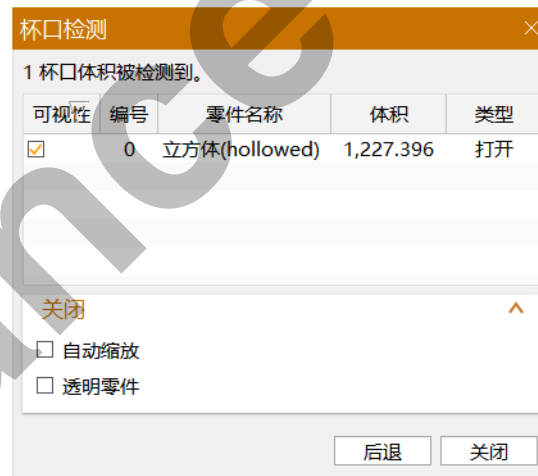 杯口检测
1 杯口体积被检测到。
可视性 编号 零件名称 体积 类型
0 立方体(hollowed) 1,227.396 打开
关闭
自动缩放
透明零件
后退 关闭